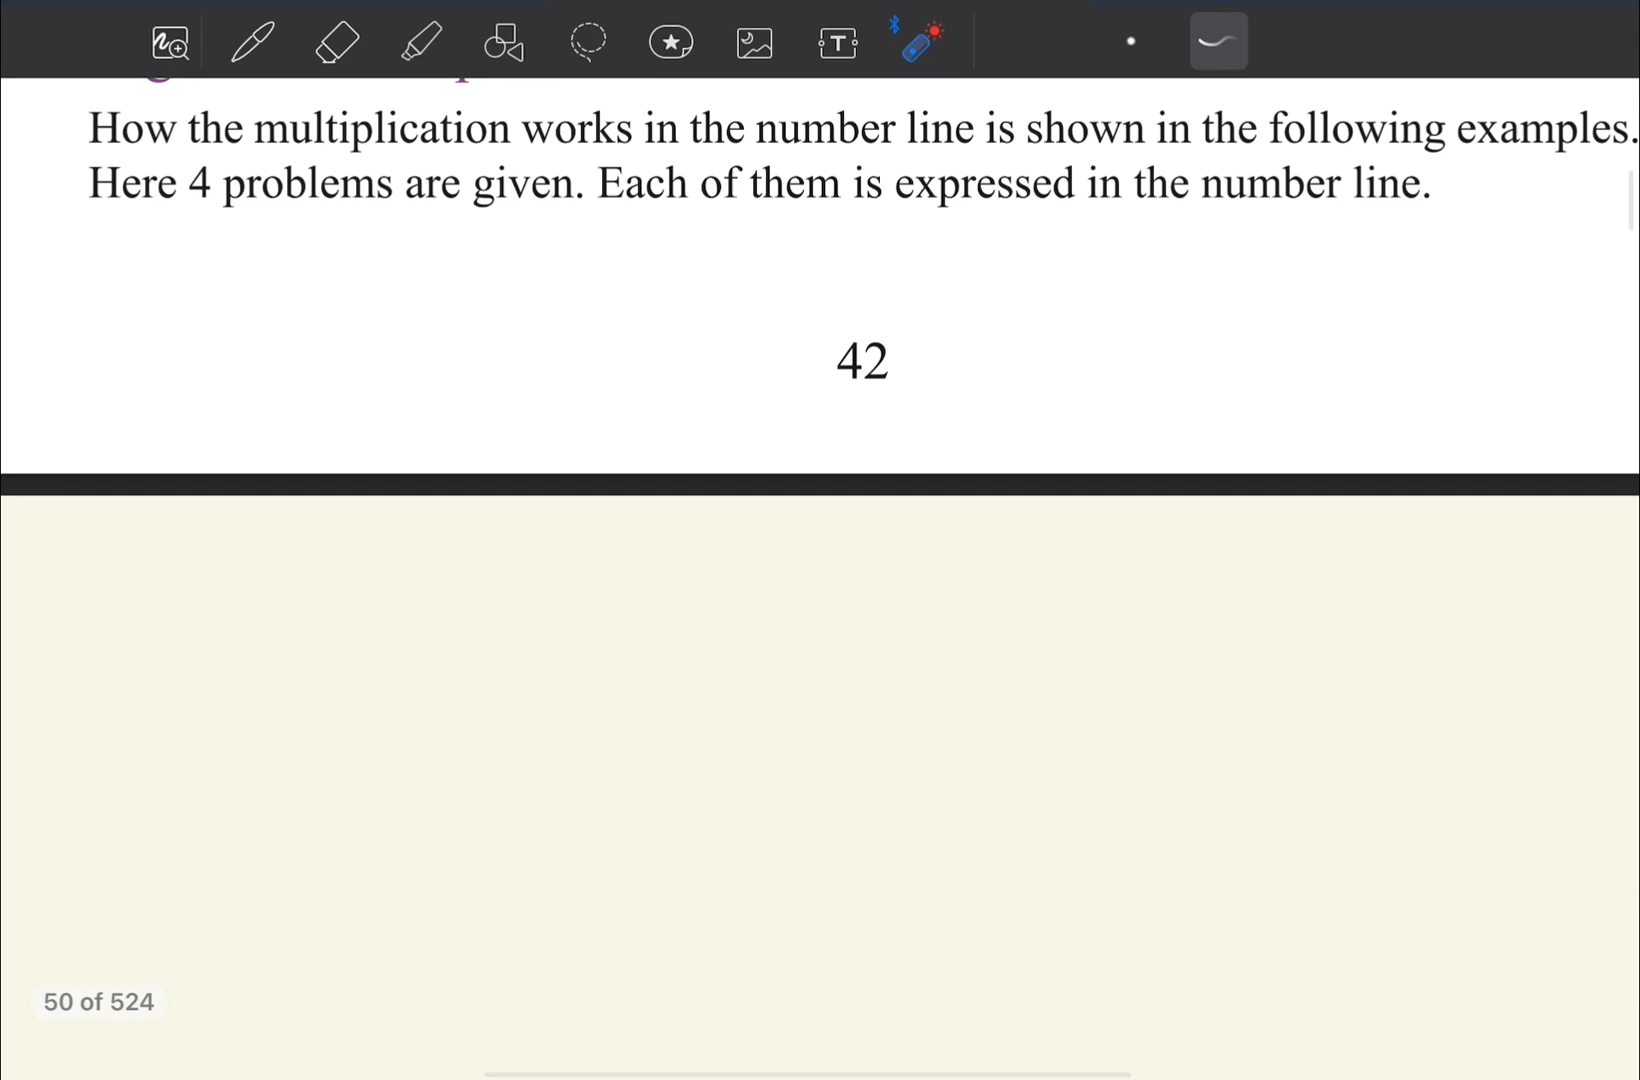 How the multiplication works in the number line is shown in the following examples.
Here 4 problems are given. Each of them is expressed in the number line.
42
50 of 524